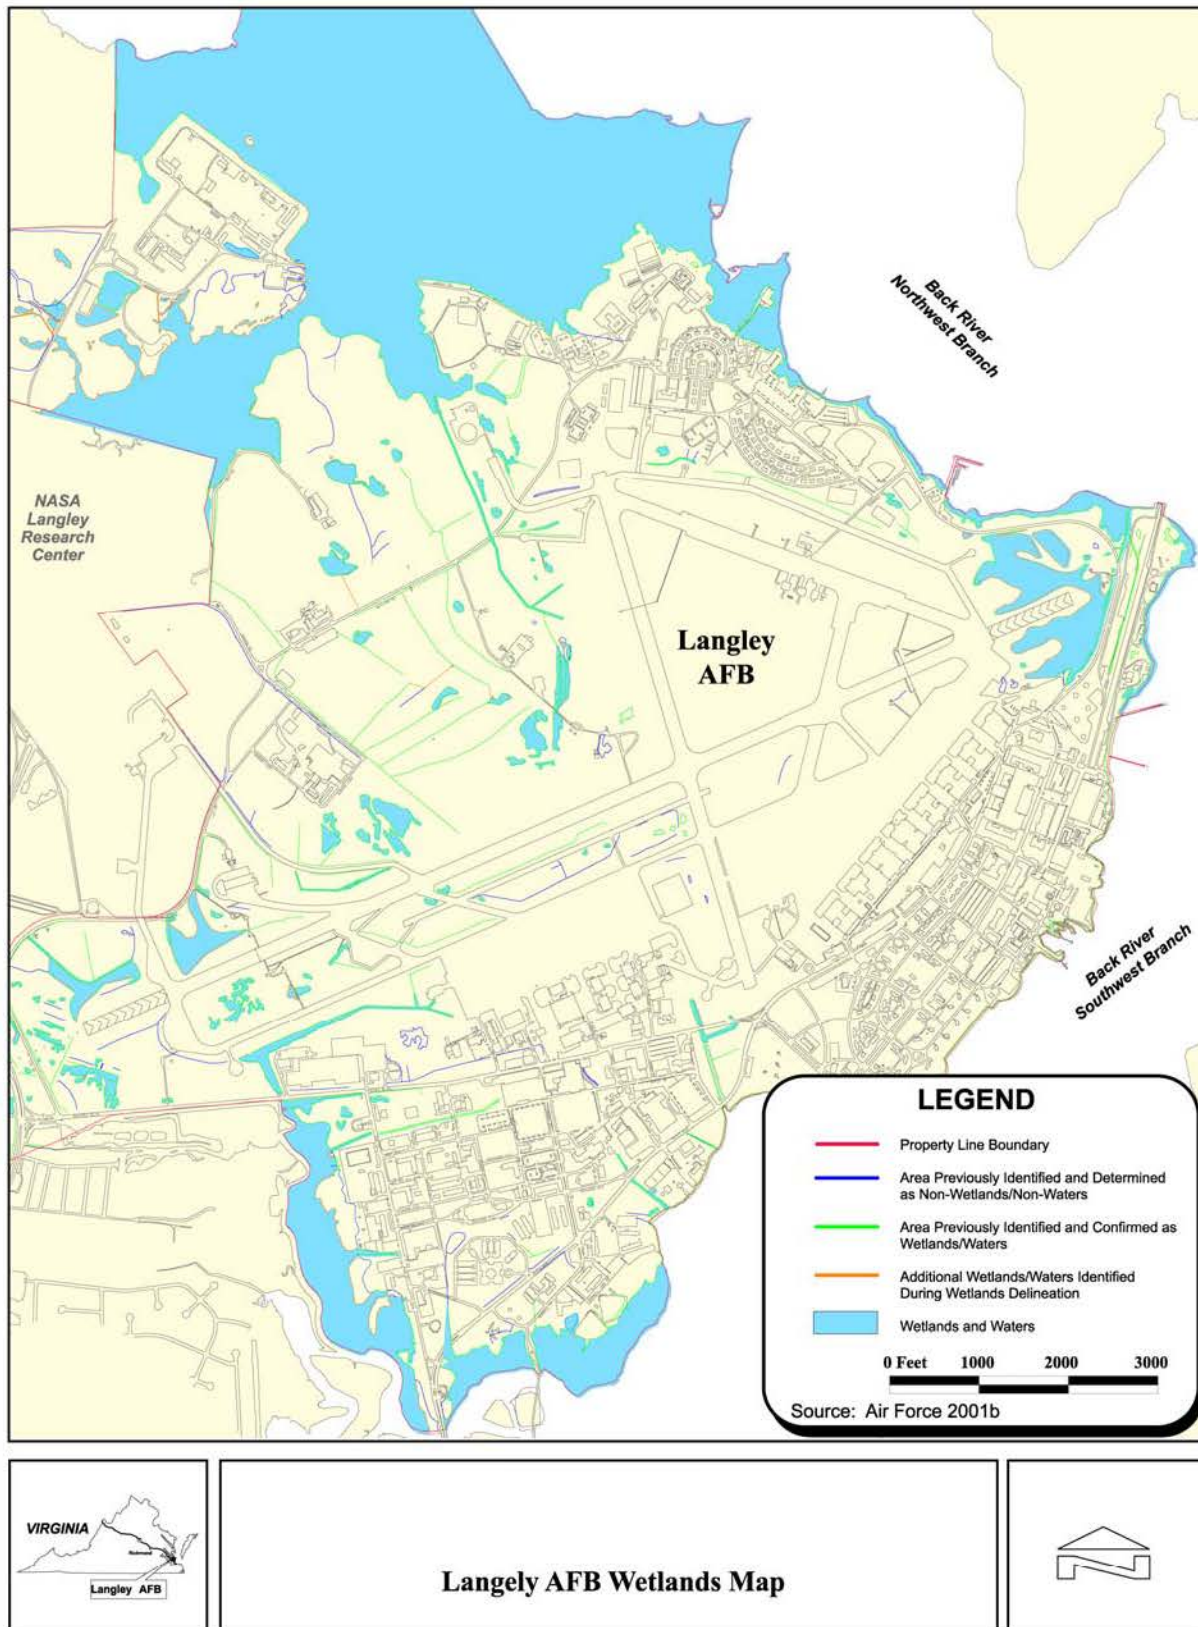 Back River
Northwest Branch
NASA
Langley
Research
Center
Langley
AFB
Back River
Southwest Branch
LEGEND
Property Line Boundary
Area Previously Identified and Determined
as Non-Wetlands/Non-Waters
Area Previously Identified and Confirmed as
Wetlands/Waters
Additional Wetlands/Waters Identified
During Wetlands Delineation
Wetlands and Waters
0 Feet 1000 2000 3000
Source: Air Force 2001b
VIRGINIA
Richmond
Langley AFB
Langely AFB Wetlands Map
N